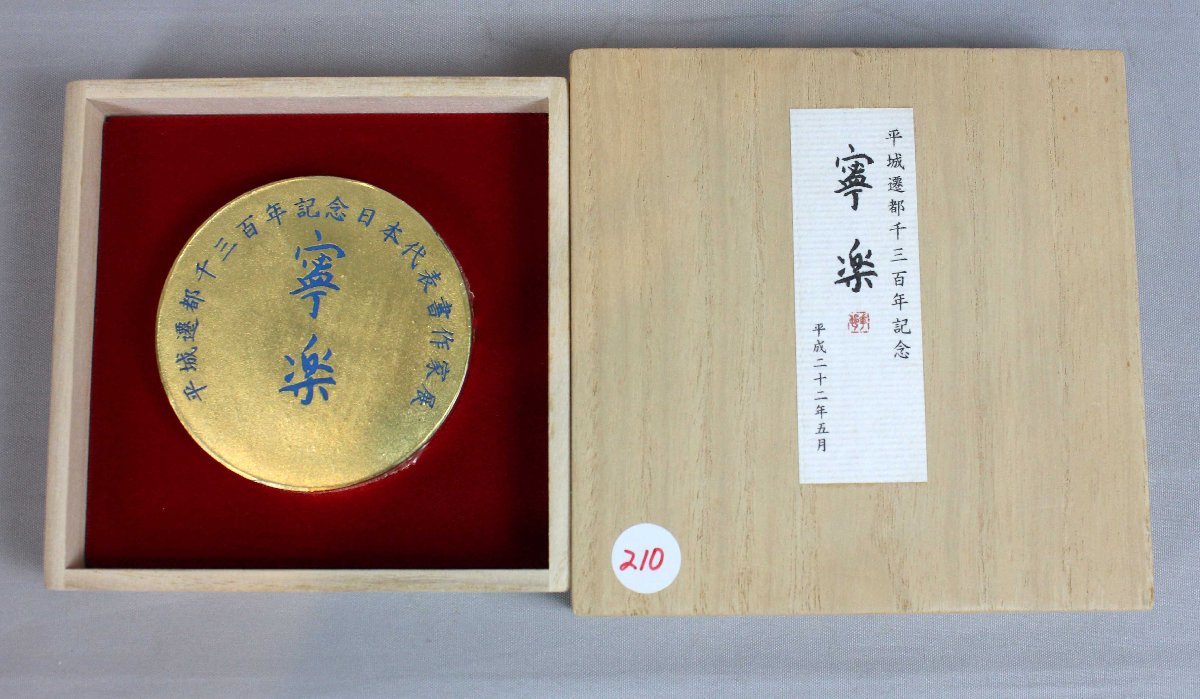 平城遷都千三百年記念日本代表書作家展
寧楽
平城遷都千三百年記念
寧楽
平成二十二年五月
210